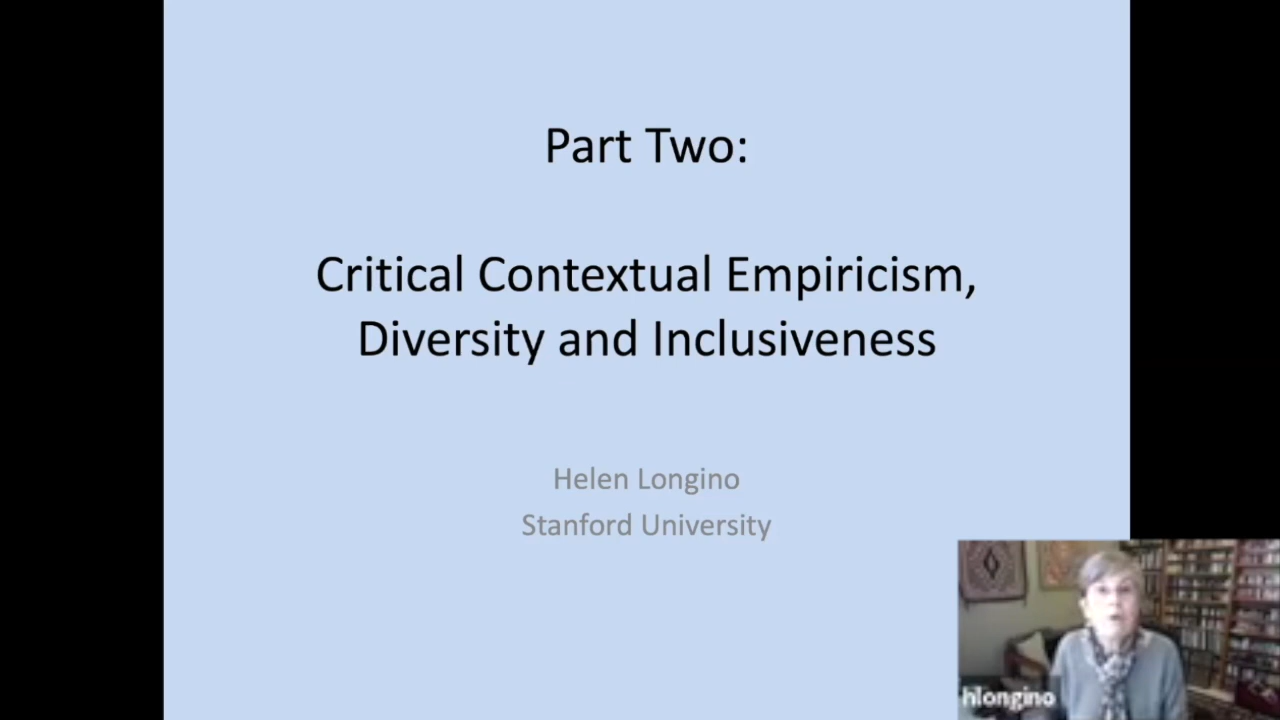 Part Two:
Critical Contextual Empiricism,
Diversity and Inclusiveness
Helen Longino
Stanford University
hlongino